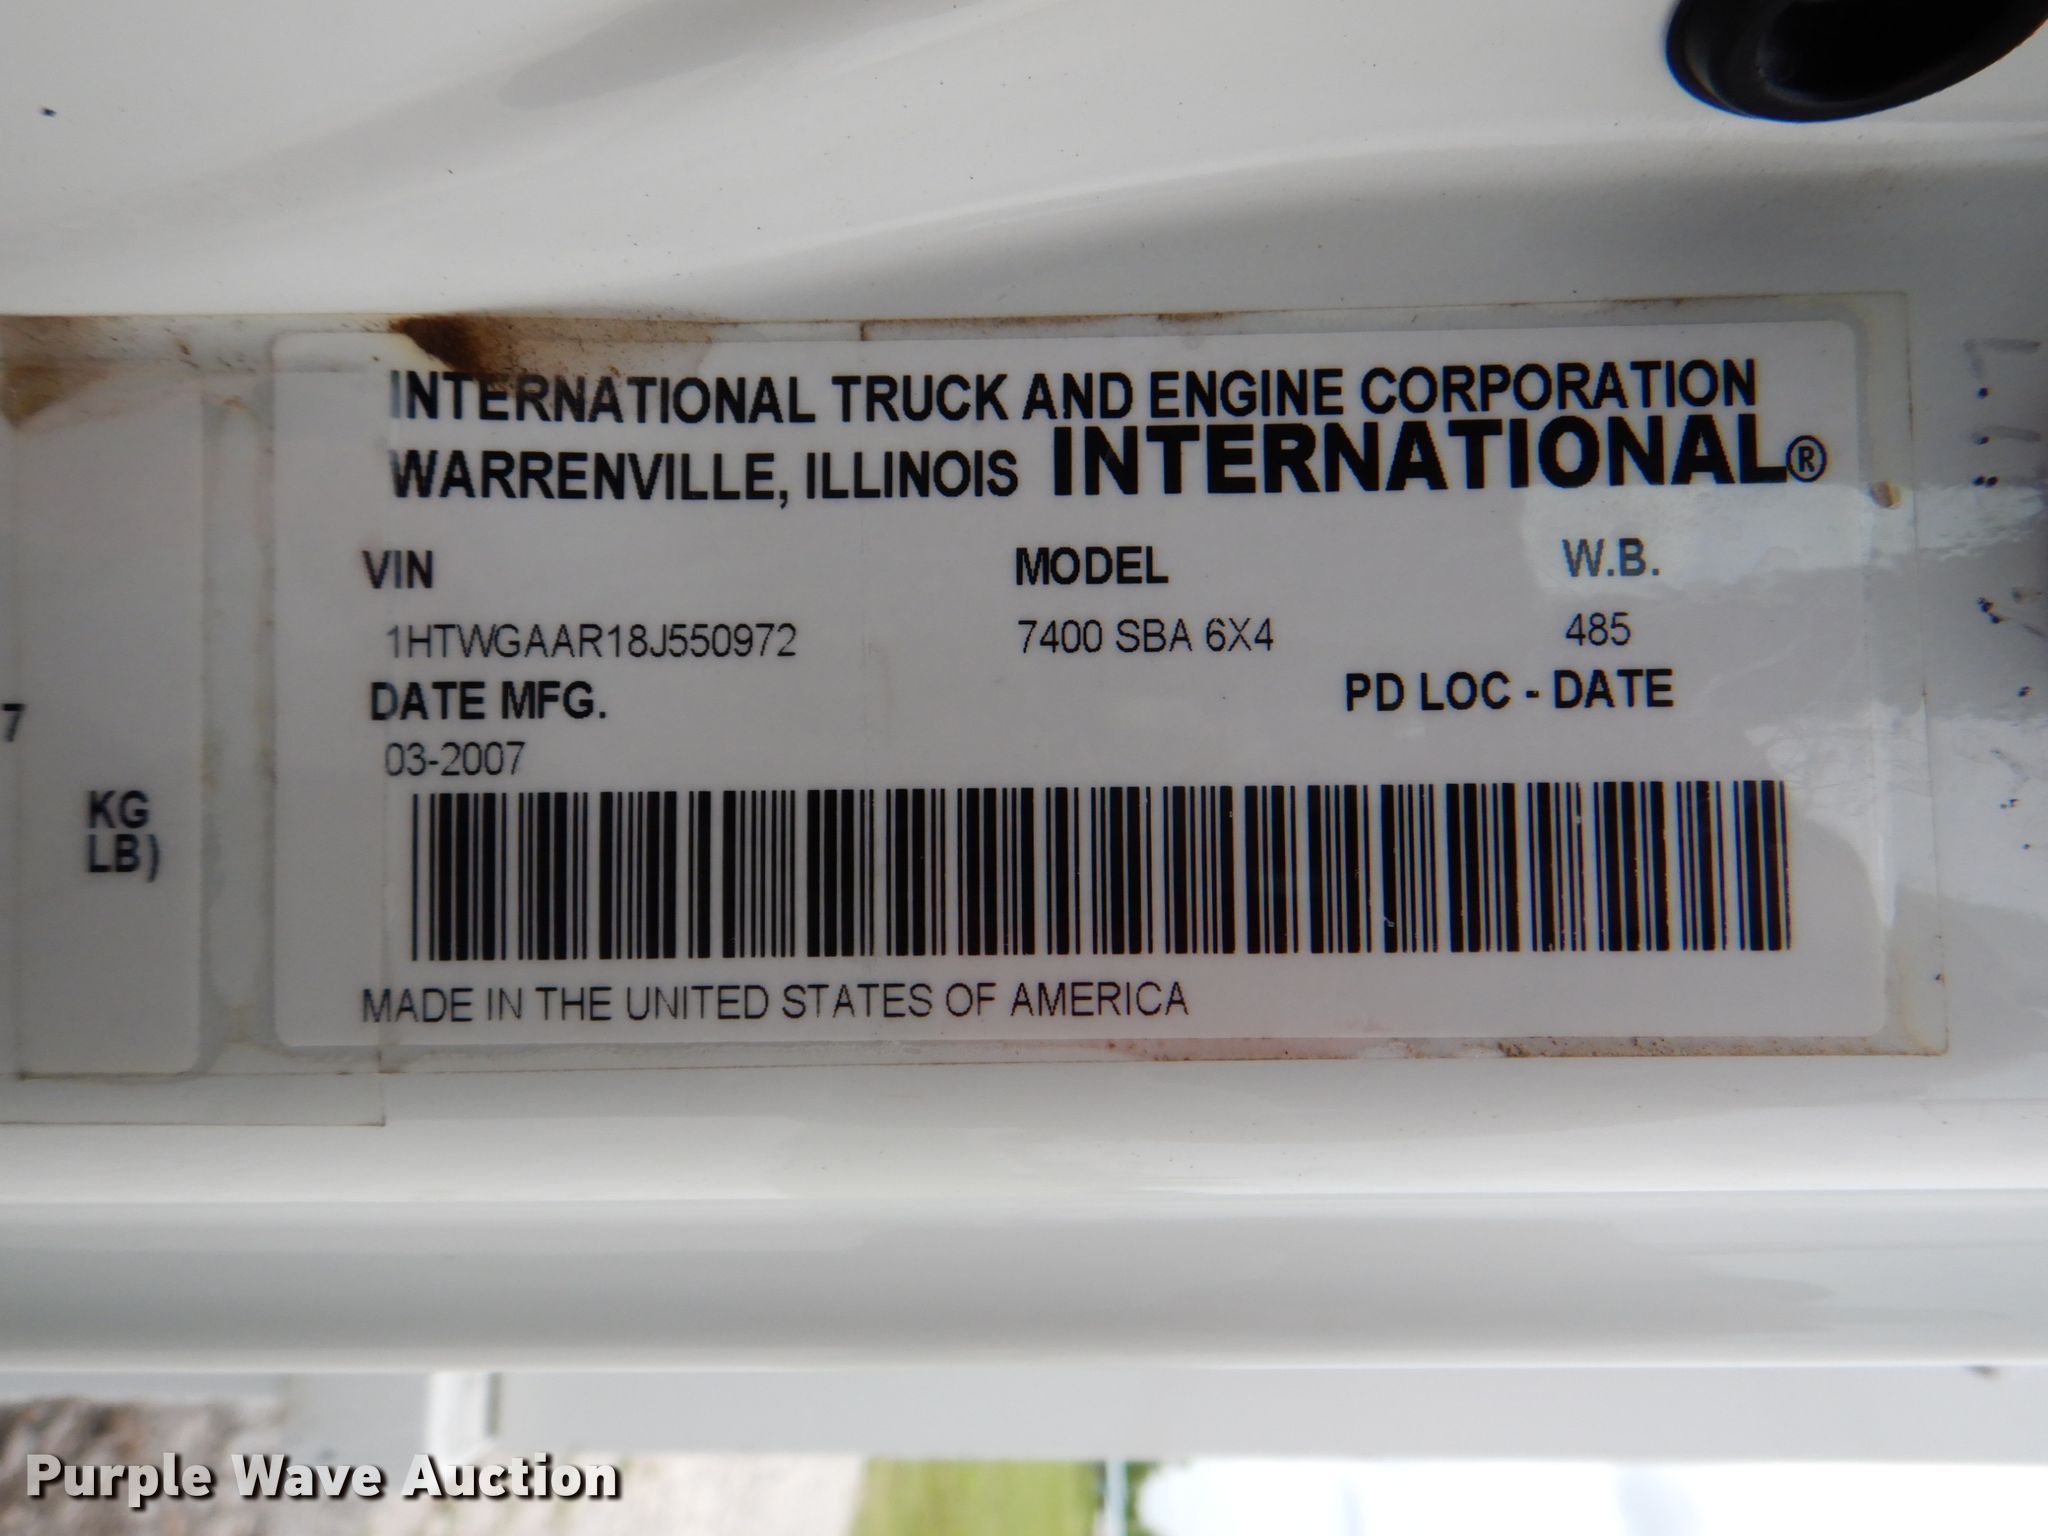 INTERNATIONAL TRUCK AND ENGINE CORPORATION
WARRENVILLE, ILLINOIS INTERNATIONAL®
VIN MODEL W.B.
1HTWGAAR18J550972 7400 SBA 6X4 485
DATE MFG. PD LOC - DATE
03-2007
7
KG
LB)
MADE IN THE UNITED STATES OF AMERICA
Purple Wave Auction